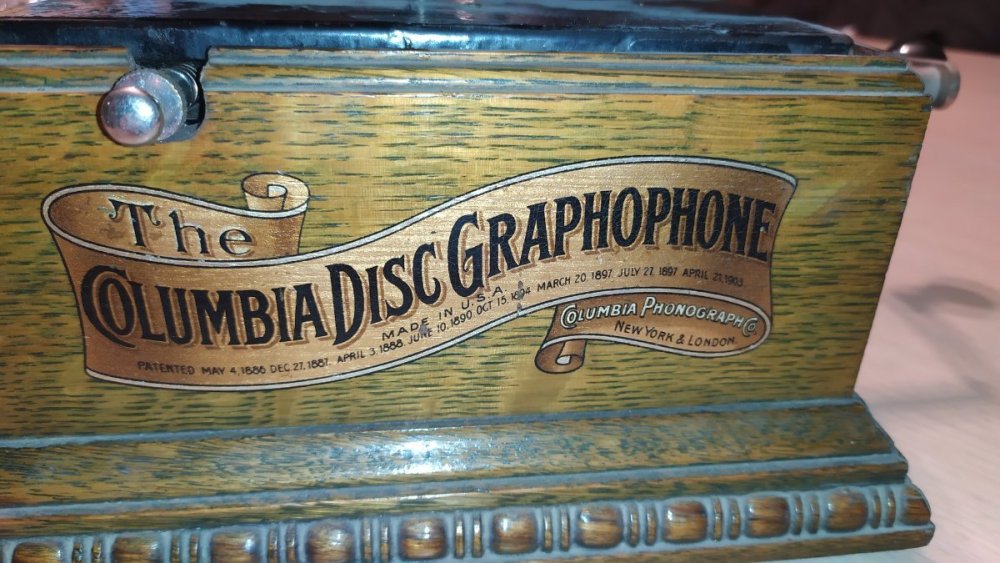 The
COLUMBIA DISC GRAPHOPHONE
MADE IN U.S.A.
PATENTED MAY 4, 1886 DEC. 27, 1887. APRIL 3, 1888 JUNE 10, 1890 OCT 15, 1894 MARCH 20 1897 JULY 27, 1897 APRIL 21, 1903
COLUMBIA PHONOGRAPH CO.
NEW YORK & LONDON.